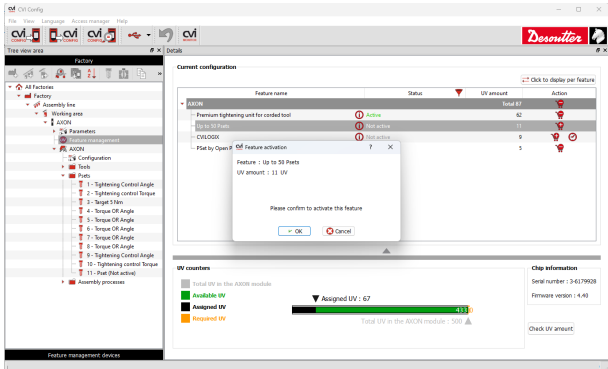 CVI Config
File View Language Access manager Help
CVI CONFIG CVI CONFIG CVI CONFIG CVI Desoutter
Tree view area
Details
Factory
All Factories
Factory
Assembly line
Working area
AXON
Parameters
Feature management
AXON
Configuration
Tools
Psets
1 - Tightening Control Angle
2 - Tightening control Torque
3 - Target 5 Nm
4 - Torque OR Angle
5 - Torque OR Angle
6 - Torque OR Angle
7 - Torque OR Angle
8 - Torque OR Angle
9 - Tightening Control Angle
10 - Tightening control Torque
11 - Pset (Not active)
Assembly processes
Feature management devices
Current configuration
Click to display per feature
Feature name Status UV amount Action
AXON Total 87
Premium tightening unit for corded tool Active 62
Up to 50 Psets Not active 11
CVILOGIX Not active 9
PSet by Open P 5
Feature activation ?
Feature : Up to 50 Psets
UV amount : 11 UV
Please confirm to activate this feature
OK Cancel
UV counters
Total UV in the AXON module
Available UV
Assigned UV
Required UV
Assigned UV : 67
Total UV in the AXON module : 500
Chip information
Serial number : 3-6179928
Firmware version : 4.40
Check UV amount